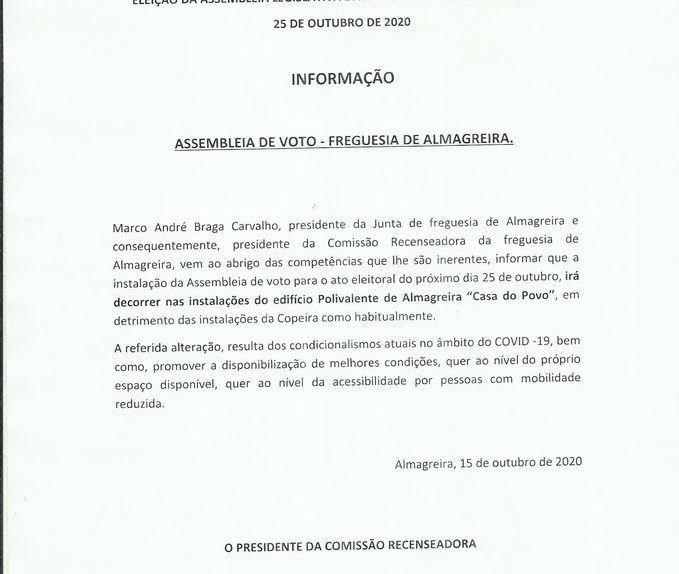 ELEIÇÃO DA ASSEMBLEIA
25 DE OUTUBRO DE 2020
INFORMAÇÃO
ASSEMBLEIA DE VOTO - FREGUESIA DE ALMAGREIRA.
Marco André Braga Carvalho, presidente da Junta de freguesia de Almagreira e
consequentemente, presidente da Comissão Recenseadora da freguesia de
Almagreira, vem ao abrigo das competências que lhe são inerentes, informar que a
instalação da Assembleia de voto para o ato eleitoral do próximo dia 25 de outubro, irá
decorrer nas instalações do edifício Polivalente de Almagreira “Casa do Povo”, em
detrimento das instalações da Copeira como habitualmente.
A referida alteração, resulta dos condicionalismos atuais no âmbito do COVID -19, bem
como, promover a disponibilização de melhores condições, quer ao nível do próprio
espaço disponível, quer ao nível da acessibilidade por pessoas com mobilidade
reduzida.
Almagreira, 15 de outubro de 2020
O PRESIDENTE DA COMISSÃO RECENSEADORA